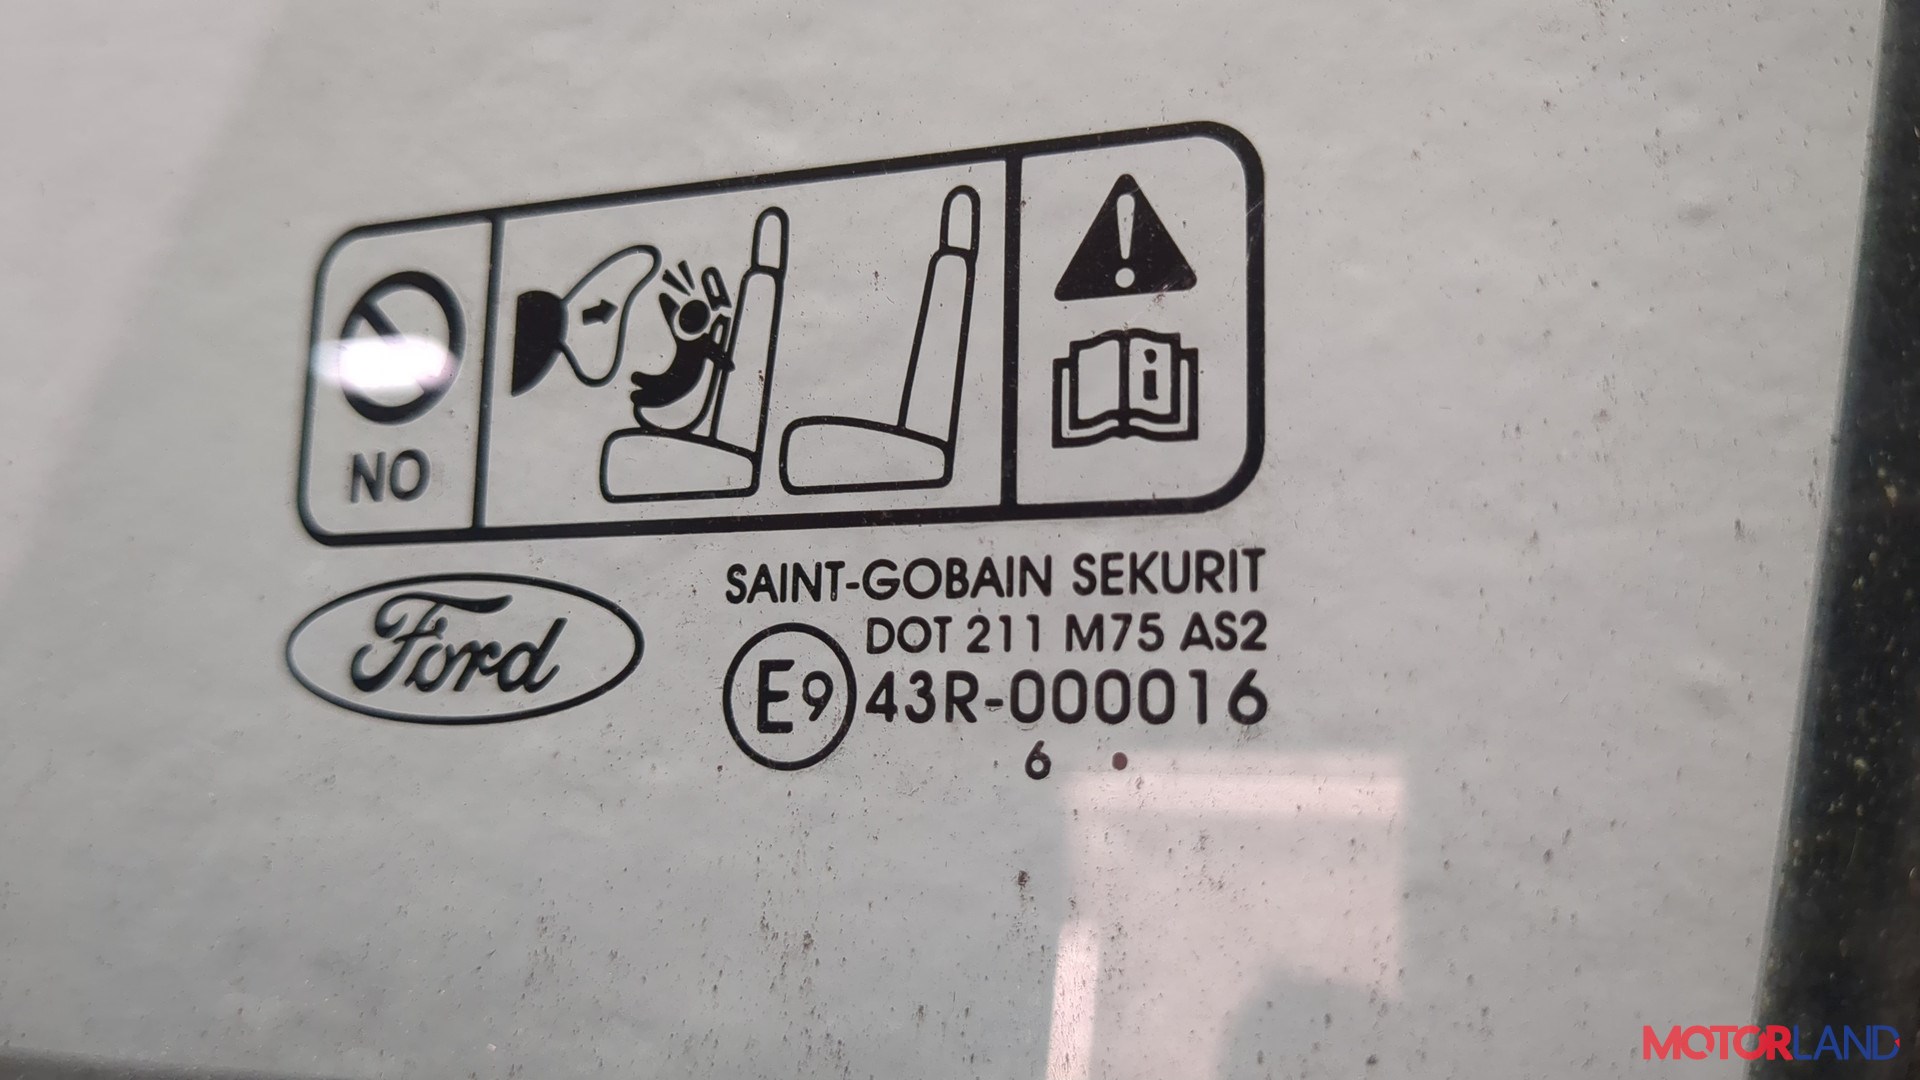 NO
i
Ford
SAINT-GOBAIN SEKURIT
DOT 211 M75 AS2
E9 43R-000016
6 .
MOTORLAND